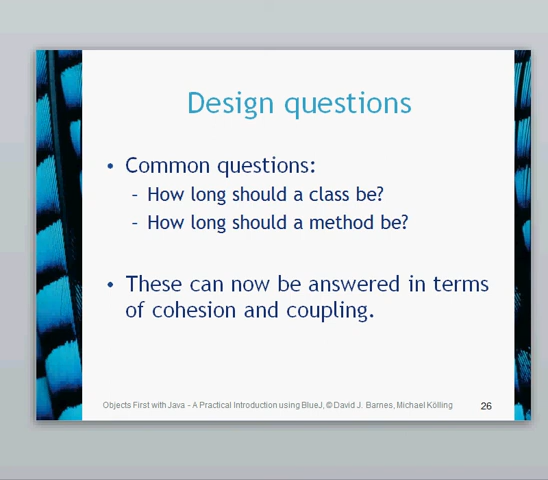 Design questions
• Common questions:
- How long should a class be?
- How long should a method be?
• These can now be answered in terms
of cohesion and coupling.
Objects First with Java - A Practical Introduction using BlueJ, © David J. Barnes, Michael Kölling
26